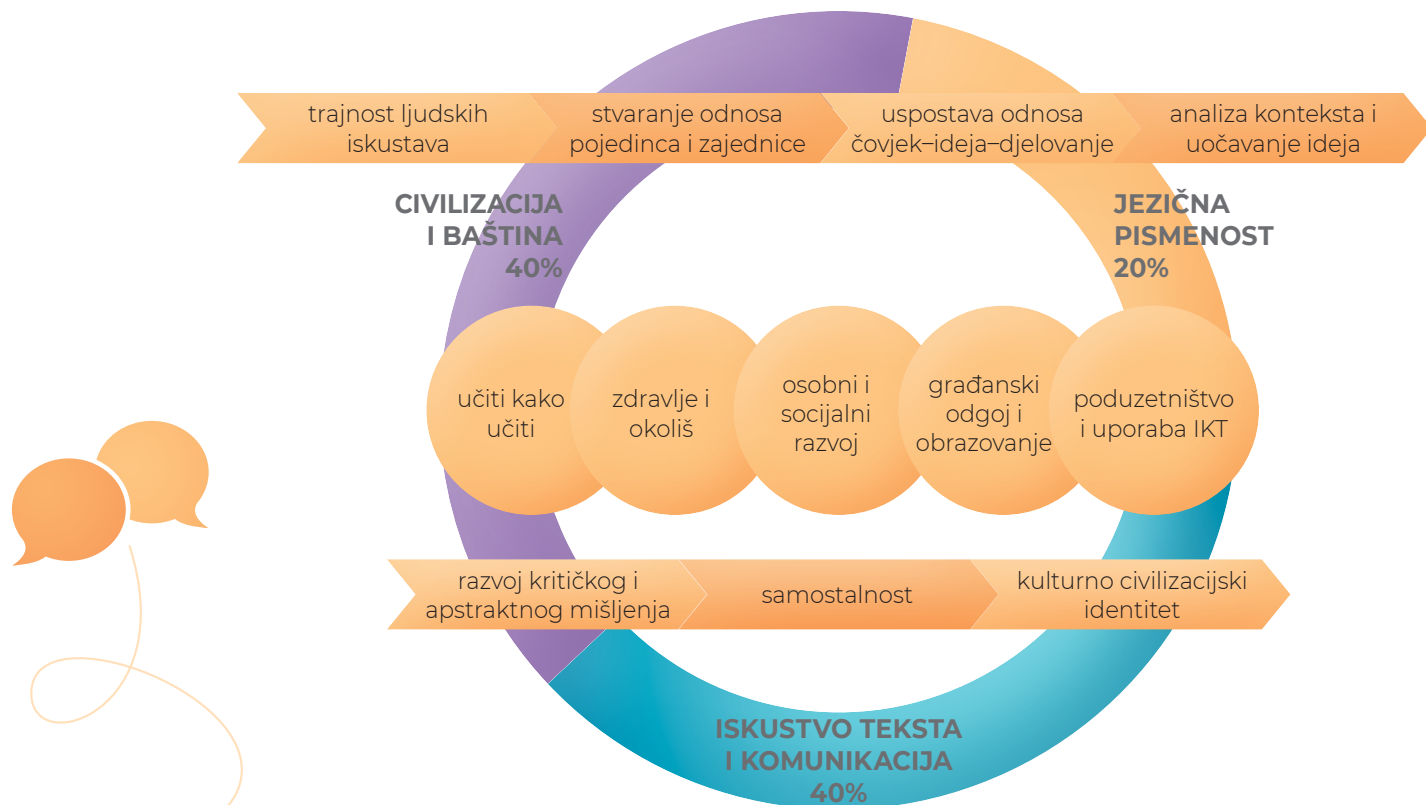 trajnost ljudskih
iskustava
stvaranje odnosa
pojedinca i zajednice
uspostava odnosa
čovjek–ideja–djelovanje
analiza konteksta i
uočavanje ideja
CIVILIZACIJA
I BAŠTINA
40%
JEZIČNA
PISMENOST
20%
učiti kako
učiti
zdravlje i
okoliš
osobni i
socijalni
razvoj
građanski
odgoj i
obrazovanje
poduzetništvo
i uporaba IKT
razvoj kritičkog i
apstraktnog mišljenja
samostalnost
kulturno civilizacijski
identitet
ISKUSTVO TEKSTA
I KOMUNIKACIJA
40%